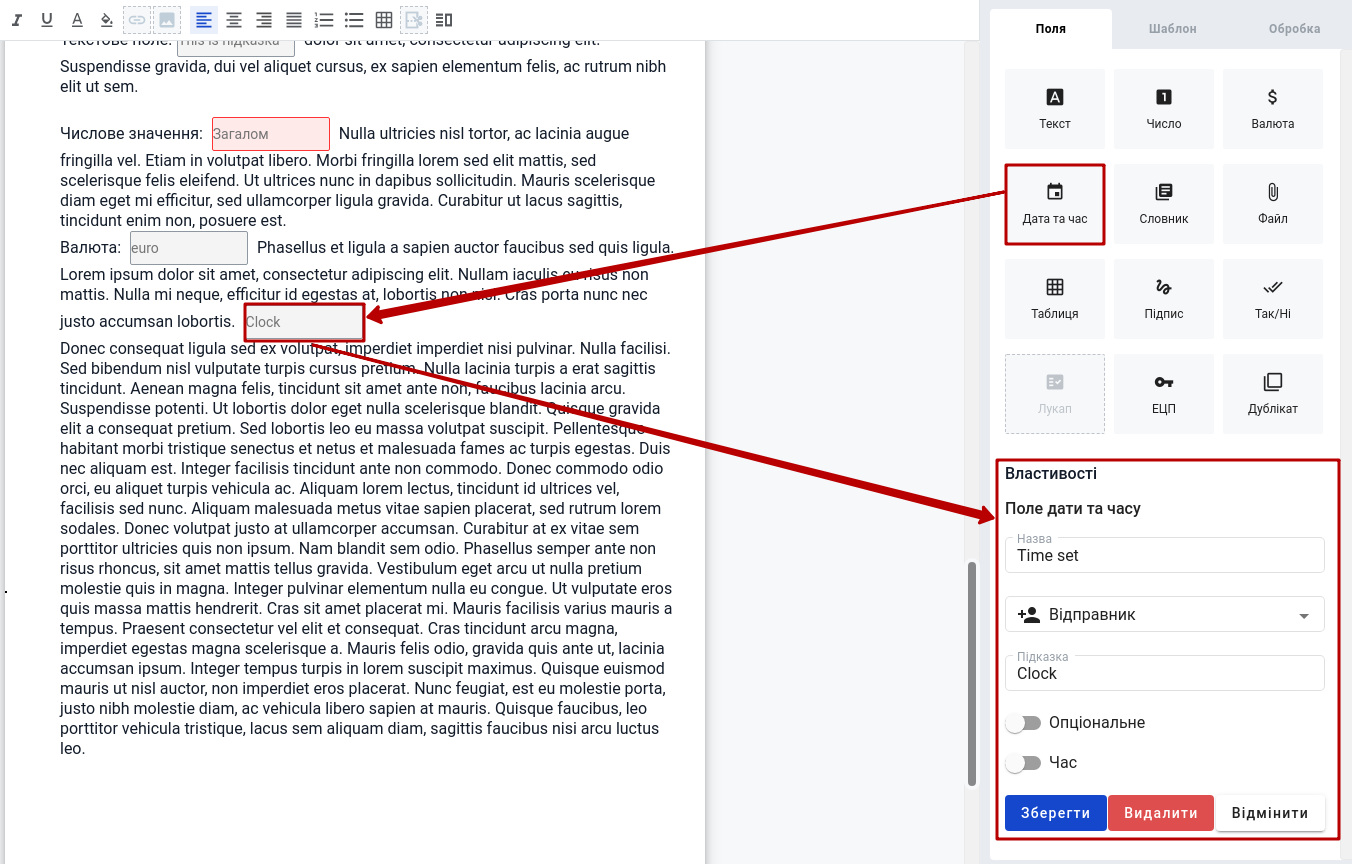 Текстове поле: This is підказка dolor sit amet, consectetur adipiscing elit.
Suspendisse gravida, dui vel aliquet cursus, ex sapien elementum felis, ac rutrum nibh
elit ut sem.
Числове значення: Загалом Nulla ultricies nisl tortor, ac lacinia augue
fringilla vel. Etiam in volutpat libero. Morbi fringilla lorem sed elit mattis, sed
scelerisque felis eleifend. Ut ultrices nunc in dapibus sollicitudin. Mauris scelerisque
diam eget mi efficitur, sed ullamcorper ligula gravida. Curabitur ut lacus sagittis,
tincidunt enim non, posuere est.
Валюта: euro Phasellus et ligula a sapien auctor faucibus sed quis ligula.
Lorem ipsum dolor sit amet, consectetur adipiscing elit. Nullam iaculis eu risus non
mattis. Nulla mi neque, efficitur id egestas at, lobortis non nisl. Cras porta nunc nec
justo accumsan lobortis. Clock
Donec consequat ligula sed ex volutpat, imperdiet imperdiet nisi pulvinar. Nulla facilisi.
Sed bibendum nisl vulputate turpis cursus pretium. Nulla lacinia turpis a erat sagittis
tincidunt. Aenean magna felis, tincidunt sit amet ante non, faucibus lacinia arcu.
Suspendisse potenti. Ut lobortis dolor eget nulla scelerisque blandit. Quisque gravida
elit a consequat pretium. Sed lobortis leo eu massa volutpat suscipit. Pellentesque
habitant morbi tristique senectus et netus et malesuada fames ac turpis egestas. Duis
nec aliquam est. Integer facilisis tincidunt ante non commodo. Donec commodo odio
orci, eu aliquet turpis vehicula ac. Aliquam lorem lectus, tincidunt id ultrices vel,
facilisis sed nunc. Aliquam malesuada metus vitae sapien placerat, sed rutrum lorem
sodales. Donec volutpat justo at ullamcorper accumsan. Curabitur at ex vitae sem
porttitor ultricies quis non ipsum. Nam blandit sem odio. Phasellus semper ante non
risus rhoncus, sit amet mattis tellus gravida. Vestibulum eget arcu ut nulla pretium
molestie quis in magna. Integer pulvinar elementum nulla eu congue. Ut vulputate eros
quis massa mattis hendrerit. Cras sit amet placerat mi. Mauris facilisis varius mauris a
tempus. Praesent consectetur vel elit et consequat. Cras tincidunt arcu magna,
imperdiet egestas magna scelerisque a. Mauris felis odio, gravida quis ante ut, lacinia
accumsan ipsum. Integer tempus turpis in lorem suscipit maximus. Quisque euismod
mauris ut nisl auctor, non imperdiet eros placerat. Nunc feugiat, est eu molestie porta,
justo nibh molestie diam, ac vehicula libero sapien at mauris. Quisque faucibus, leo
porttitor vehicula tristique, lacus sem aliquam diam, sagittis faucibus nisi arcu luctus
leo.
Поля Шаблон Обробка
Текст Число Валюта
Дата та час Словник Файл
Таблиця Підпис Так/Ні
Лукап ЕЦП Дублікат
Властивості
Поле дати та часу
Назва
Time set
Відправник
Підказка
Clock
Опціональне
Час
Зберегти Видалити Відмінити